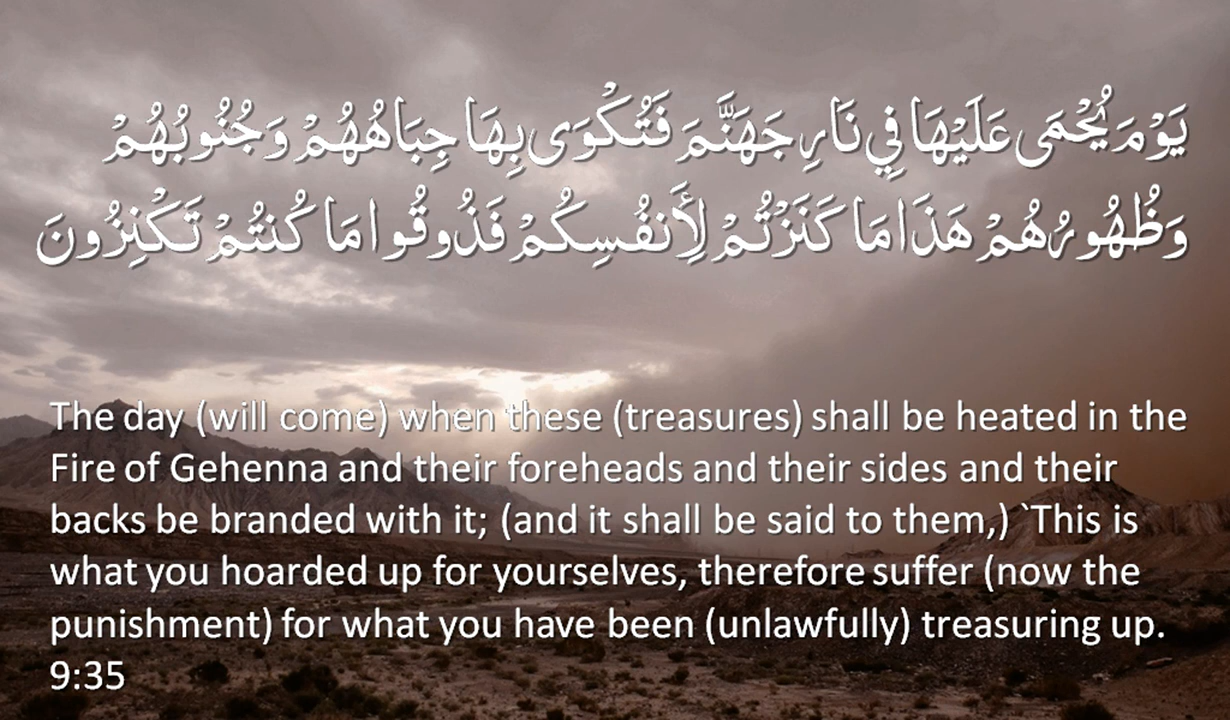 يَوْمَ يُحْمَى عَلَيْهَا فِي نَارِ جَهَنَّمَ فَتُكْوَى بِهَا جِبَاهُهُمْ وَجُنُوبُهُمْ
وَظُهُورُهُمْ هَذَا مَا كَنَزْتُمْ لِأَنفُسِكُمْ فَذُوقُوا مَا كُنتُمْ تَكْنِزُونَ
The day (will come) when these (treasures) shall be heated in the
Fire of Gehenna and their foreheads and their sides and their
backs be branded with it; (and it shall be said to them,) `This is
what you hoarded up for yourselves, therefore suffer (now the
punishment) for what you have been (unlawfully) treasuring up.
9:35